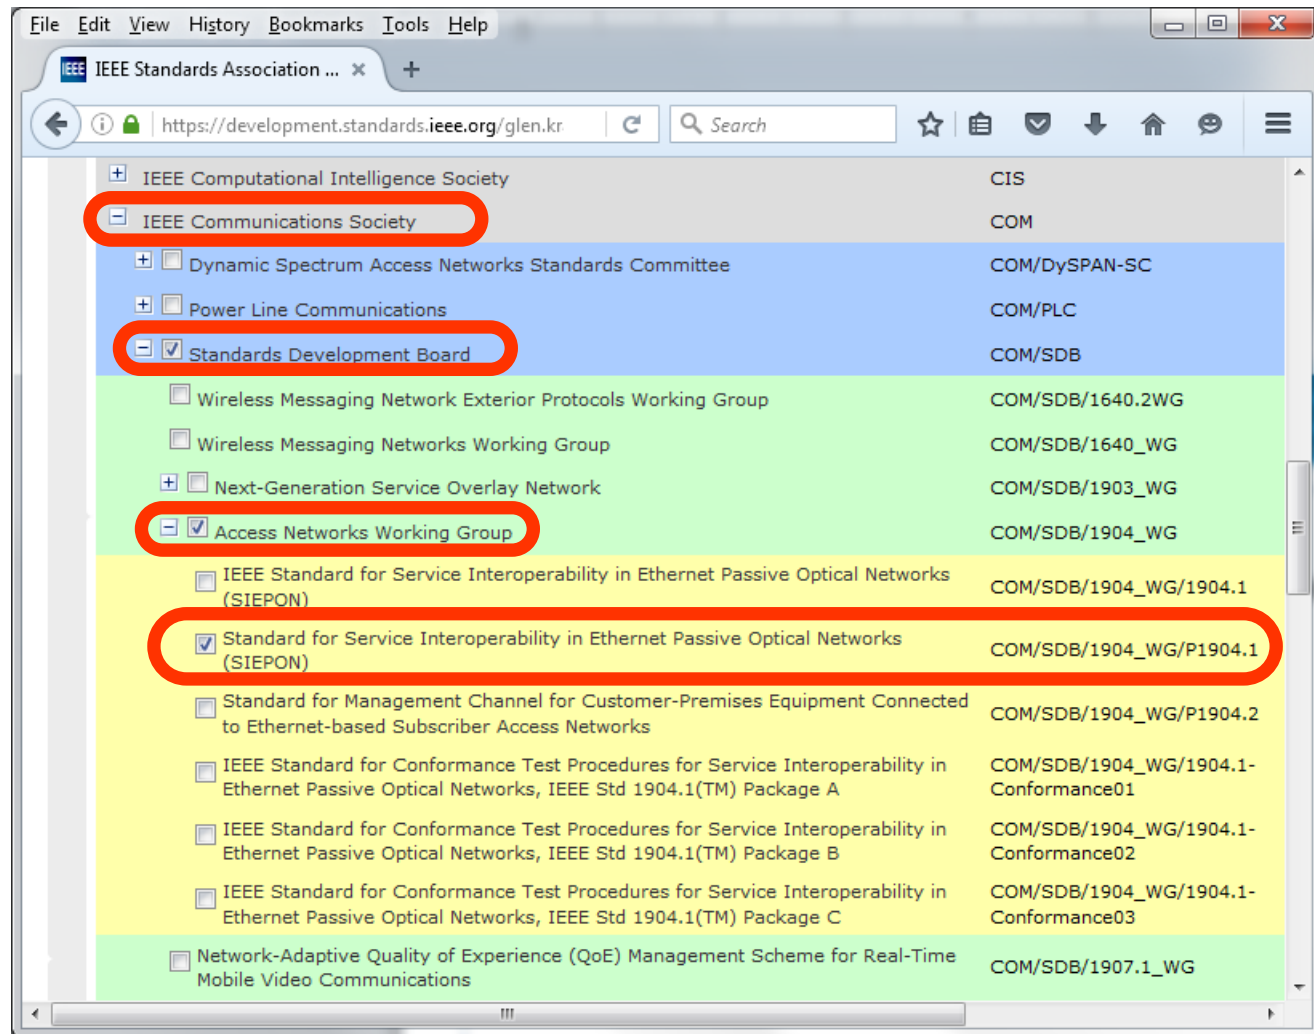 File Edit View History Bookmarks Tools Help
IEEE IEEE Standards Association ... × +
https://development.standards.ieee.org/glen.kr Search
IEEE Computational Intelligence Society CIS
IEEE Communications Society COM
Dynamic Spectrum Access Networks Standards Committee COM/DySPAN-SC
Power Line Communications COM/PLC
Standards Development Board COM/SDB
Wireless Messaging Network Exterior Protocols Working Group COM/SDB/1640.2WG
Wireless Messaging Networks Working Group COM/SDB/1640_WG
Next-Generation Service Overlay Network COM/SDB/1903_WG
Access Networks Working Group COM/SDB/1904_WG
IEEE Standard for Service Interoperability in Ethernet Passive Optical Networks
(SIEPON) COM/SDB/1904_WG/1904.1
Standard for Service Interoperability in Ethernet Passive Optical Networks
(SIEPON) COM/SDB/1904_WG/P1904.1
Standard for Management Channel for Customer-Premises Equipment Connected
to Ethernet-based Subscriber Access Networks COM/SDB/1904_WG/P1904.2
IEEE Standard for Conformance Test Procedures for Service Interoperability in COM/SDB/1904_WG/1904.1-
Ethernet Passive Optical Networks, IEEE Std 1904.1(TM) Package A Conformance01
IEEE Standard for Conformance Test Procedures for Service Interoperability in COM/SDB/1904_WG/1904.1-
Ethernet Passive Optical Networks, IEEE Std 1904.1(TM) Package B Conformance02
IEEE Standard for Conformance Test Procedures for Service Interoperability in COM/SDB/1904_WG/1904.1-
Ethernet Passive Optical Networks, IEEE Std 1904.1(TM) Package C Conformance03
Network-Adaptive Quality of Experience (QoE) Management Scheme for Real-Time
Mobile Video Communications COM/SDB/1907.1_WG